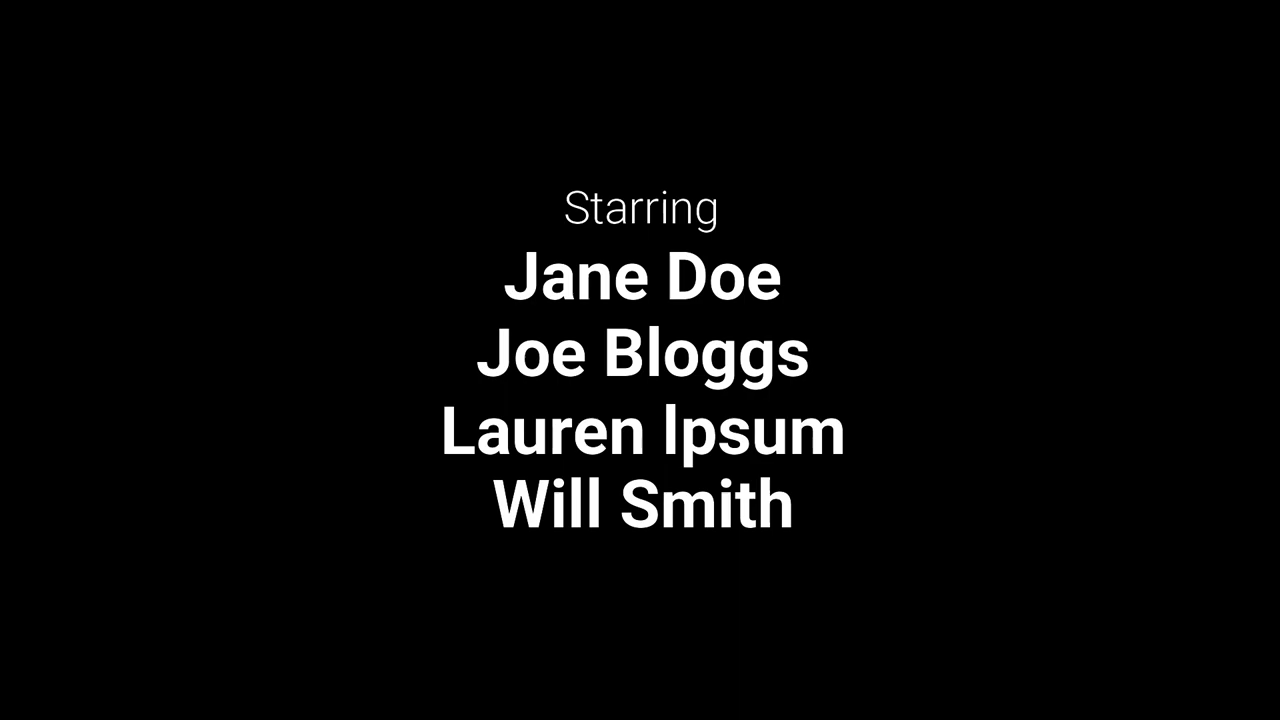 Starring
Jane Doe
Joe Bloggs
Lauren Ipsum
Will Smith